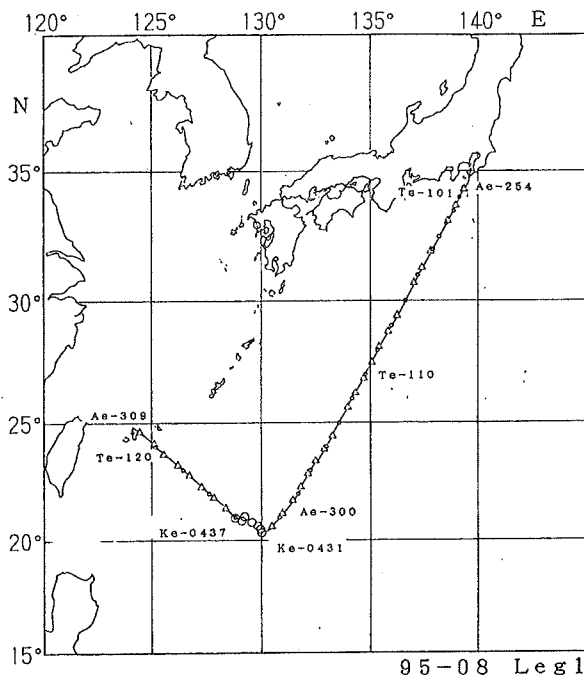 120° 125° 130° 135° 140° E
N
35°
Te-101 Ae-254
30°
Te-110
Ae-309
25°
Te-120
Ae-300
Ke-0437
20°
Ke-0431
15°
95-08 Leg1